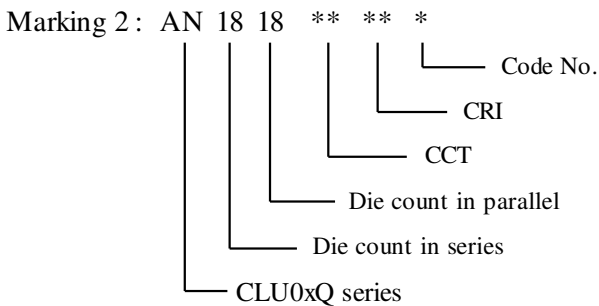 Marking 2 : AN 18 18 ** ** *
Code No.
CRI
CCT
Die count in parallel
Die count in series
CLU0xQ series